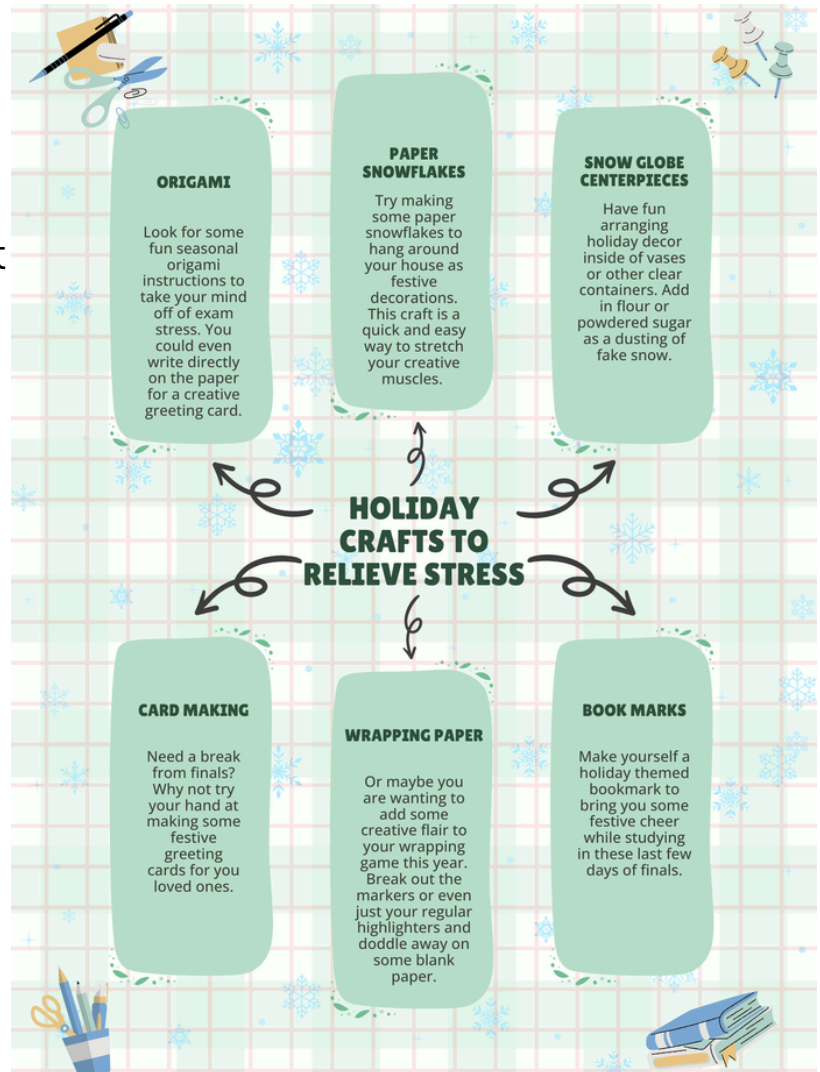 ORIGAMI
Look for some
fun seasonal
origami
instructions to
take your mind
off of exam
stress. You
could even
write directly
on the paper
for a creative
greeting card.
PAPER
SNOWFLAKES
Try making
some paper
snowflakes to
hang around
your house as
festive
decorations.
This craft is a
quick and easy
way to stretch
your creative
muscles.
SNOW GLOBE
CENTERPIECES
Have fun
arranging
holiday decor
inside of vases
or other clear
containers. Add
in flour or
powdered sugar
as a dusting of
fake snow.
HOLIDAY
CRAFTS TO
RELIEVE STRESS
CARD MAKING
Need a break
from finals?
Why not try
your hand at
making some
festive
greeting
cards for you
loved ones.
WRAPPING PAPER
Or maybe you
are wanting to
add some
creative flair to
your wrapping
game this year.
Break out the
markers or even
just your regular
highlighters and
doddle away on
some blank
paper.
BOOK MARKS
Make yourself a
holiday themed
bookmark to
bring you some
festive cheer
while studying
in these last few
days of finals.